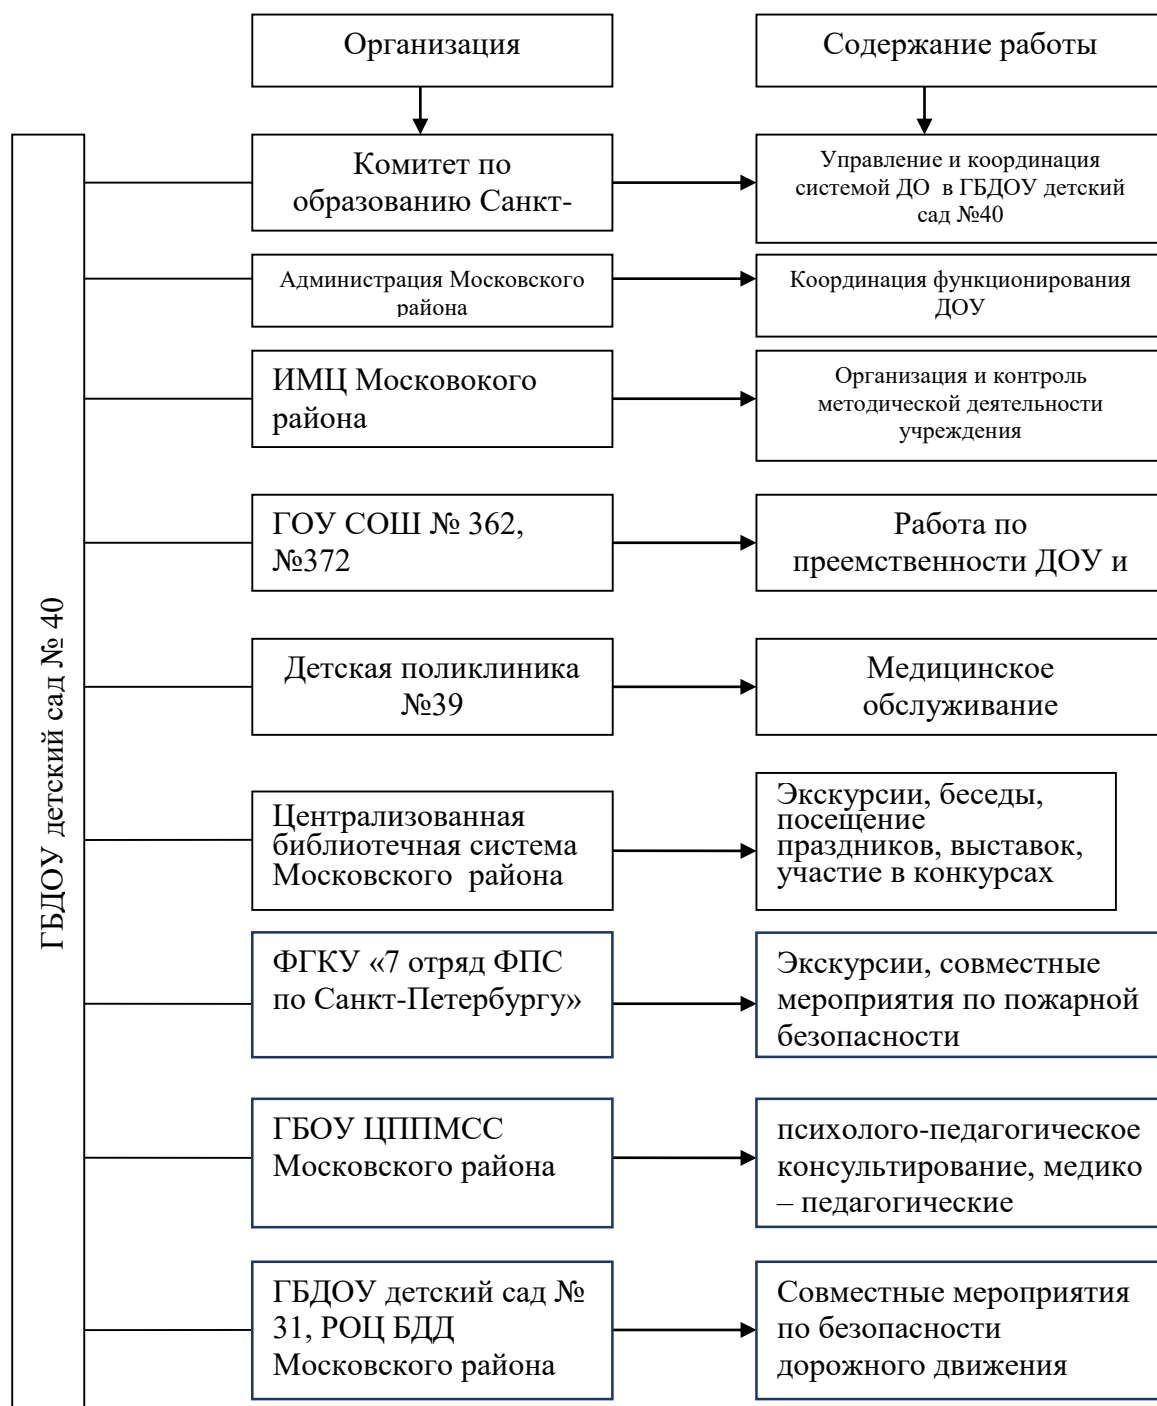 Организация
Содержание работы
ГБДОУ детский сад № 40
Комитет по
образованию Санкт-
Управление и координация
системой ДО в ГБДОУ детский
сад №40
Администрация Московского
района
Координация функционирования
ДОУ
ИМЦ Московокого
района
Организация и контроль
методической деятельности
учреждения
ГОУ СОШ № 362,
№372
Работа по
преемственности ДОУ и
Детская поликлиника
№39
Медицинское
обслуживание
Централизованная
библиотечная система
Московского района
Экскурсии, беседы,
посещение
праздников, выставок,
участие в конкурсах
ФГКУ «7 отряд ФПС
по Санкт-Петербургу»
Экскурсии, совместные
мероприятия по пожарной
безопасности
ГБОУ ЦППМСС
Московского района
психолого-педагогическое
консультирование, медико
– педагогические
ГБДОУ детский сад №
31, РОЦ БДД
Московского района
Совместные мероприятия
по безопасности
дорожного движения